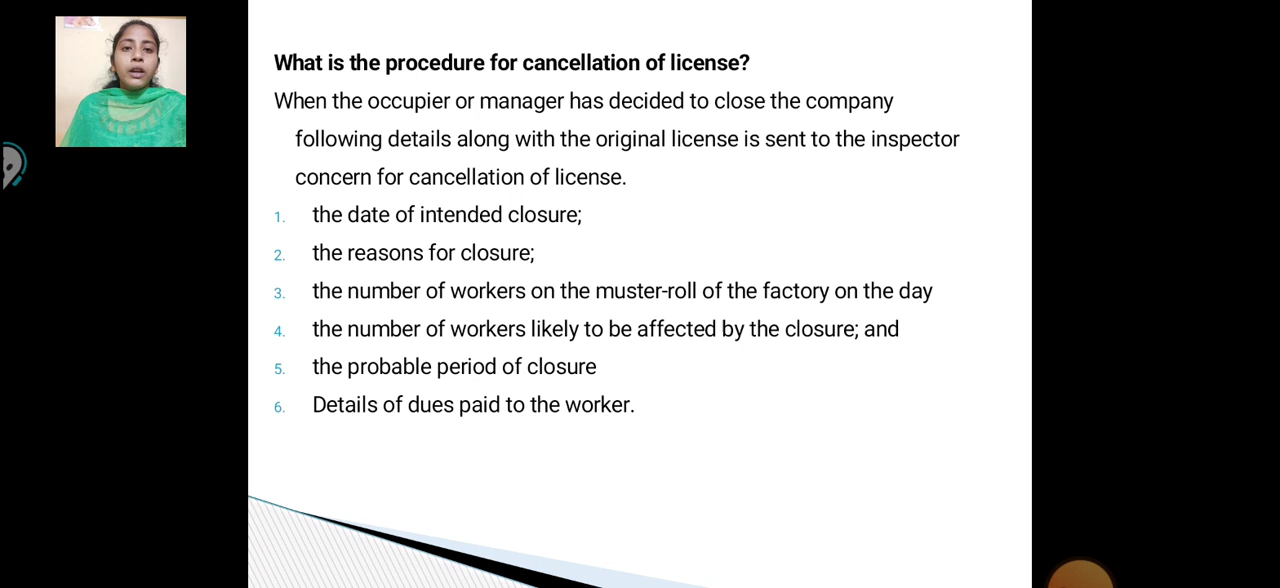 What is the procedure for cancellation of license?
When the occupier or manager has decided to close the company
following details along with the original license is sent to the inspector
concern for cancellation of license.
1. the date of intended closure;
2. the reasons for closure;
3. the number of workers on the muster-roll of the factory on the day
4. the number of workers likely to be affected by the closure; and
5. the probable period of closure
6. Details of dues paid to the worker.